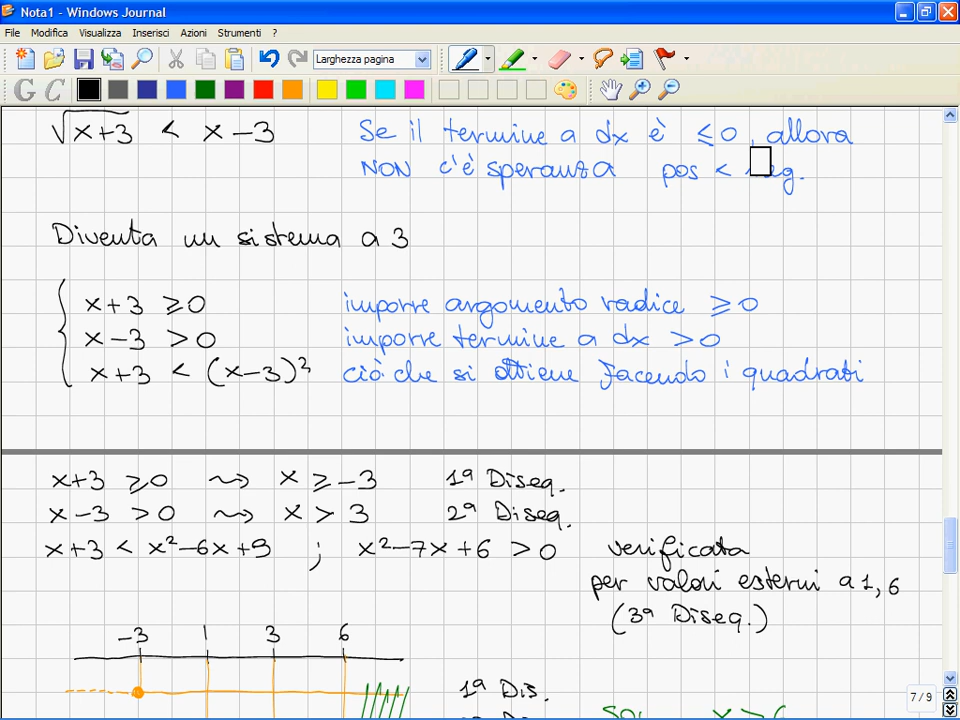 Nota1 - Windows Journal
File Modifica Visualizza Inserisci Azioni Strumenti ?
Larghezza pagina
G C
√x+3 < x-3 Se il termine a dx è ≤0, allora
NON c'è speranza pos < eg.
Diventa un sistema a 3
x+3 ≥0 imporre argomento radice ≥0
x-3 >0 imporre termine a dx >0
x+3 < (x-3)² ciò che si ottiene facendo i quadrati
x+3 ≥0 ⇝ x ≥ -3 1ª Diseq.
x-3 >0 ⇝ x > 3 2ª Diseq.
x+3 < x²-6x+9 ; x²-7x+6 >0 verificata
per valori esterni a 1, 6
(3ª Diseq.)
-3 1 3 6
1ª Dis.
7 / 9